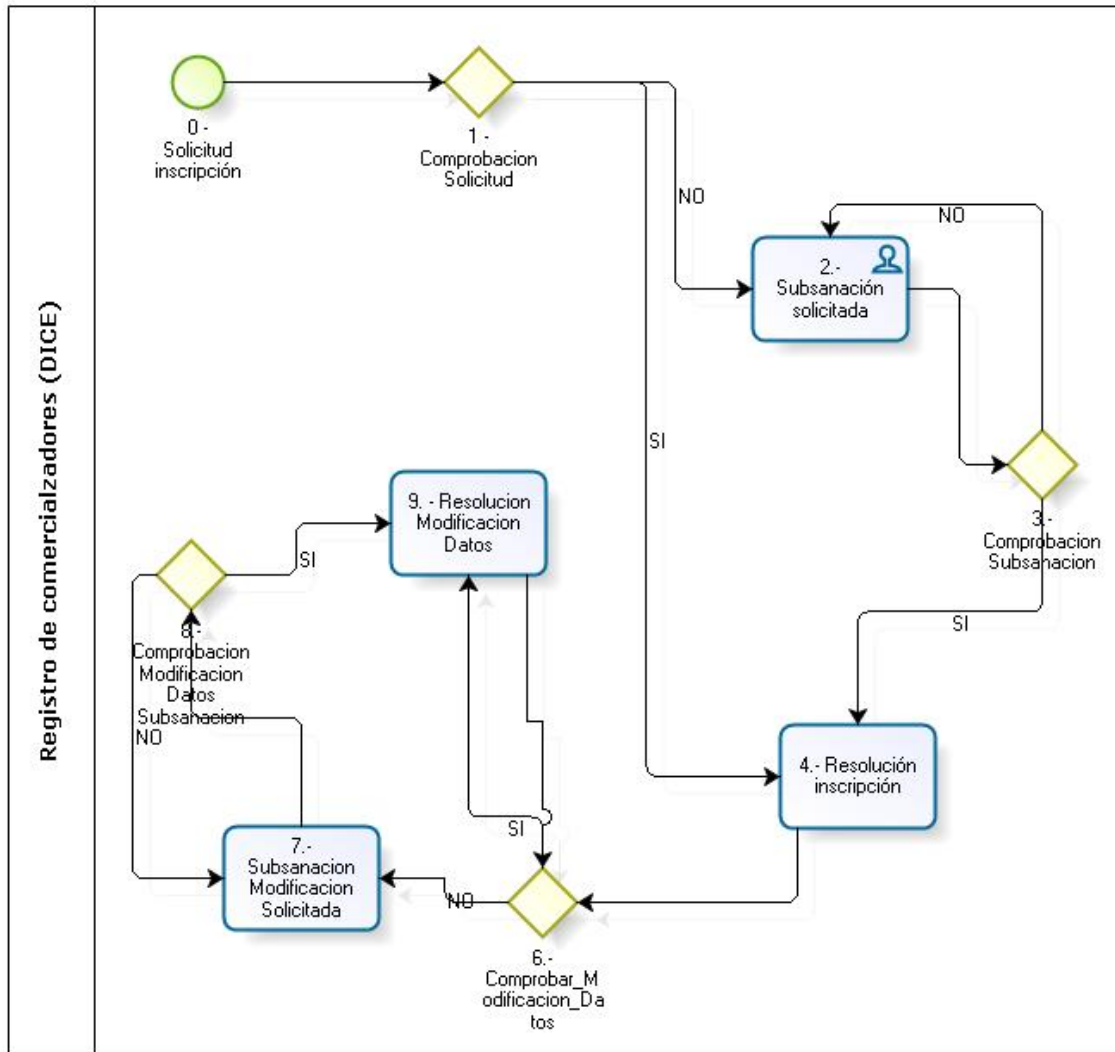 Registro de comercialzadores (DICE)
0 -
Solicitud
inscripción
1 -
Comprobacion
Solicitud
NO
NO
2.-
Subsanación
solicitada
SI
3.-
Comprobacion
Subsanacion
SI
9. - Resolucion
Modificacion
Datos
SI
8.-
Comprobacion
Modificacion
Datos
Subsanacion
NO
4.- Resolución
inscripción
SI
7.-
Subsanacion
Modificacion
Solicitada
NO
6.-
Comprobar_M
odificacion_Da
tos